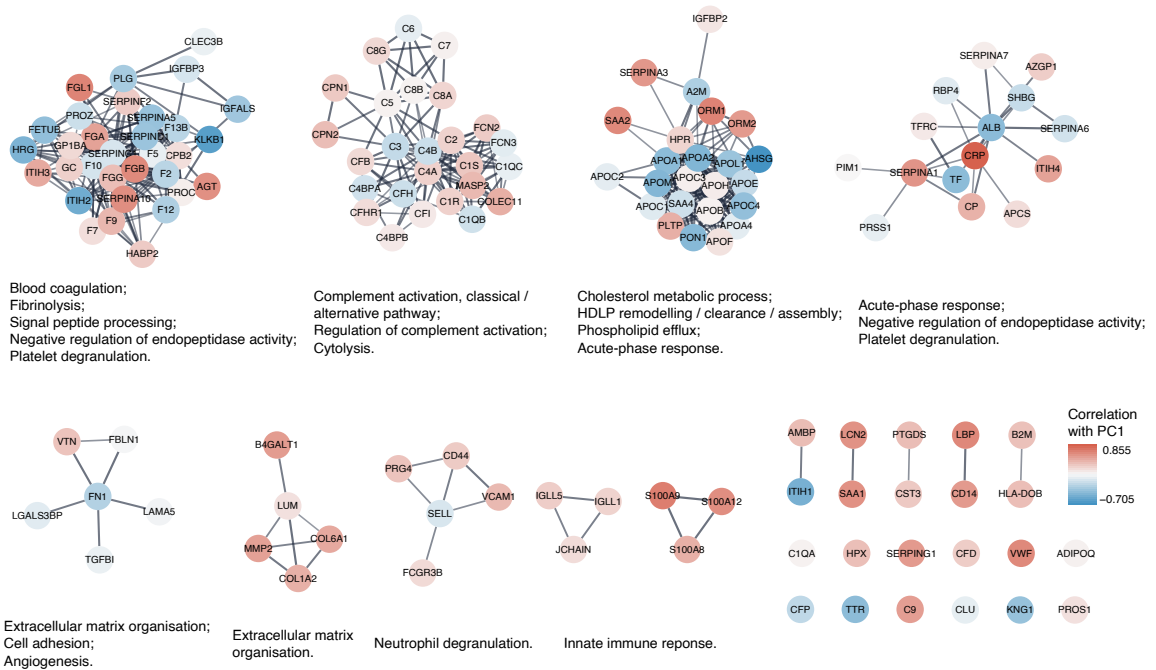 CLEC3B
PLG
IGFBP3
FGL1
SERPINF2
IGFALS
PROZ
SERPINA5
FETUB
FGA
F13B
KLKB1
HRG
GP1BA
F5
CPB2
ITIH3
GC
F10
FGB
F2
FGG
AGT
ITIH2
SERPINA10
PROC
F12
F9
F7
HABP2
Blood coagulation;
Fibrinolysis;
Signal peptide processing;
Negative regulation of endopeptidase activity;
Platelet degranulation.
C6
C8G
C7
CPN1
C8B
C8A
C5
CPN2
FCN2
C3
C4B
C2
FCN3
CFB
C4A
C1S
C1QC
C4BPA
CFH
MASP2
C1R
COLEC11
CFHR1
CFI
C1QB
C4BPB
Complement activation, classical /
alternative pathway;
Regulation of complement activation;
Cytolysis.
IGFBP2
SERPINA3
A2M
SAA2
ORM1
ORM2
HPR
APOA2
APOL1
AHSG
APOC2
APOM
APOC3
APOH
APOE
APOC1
SAA4
APOB
APOC4
PLTP
APOA4
PON1
APOF
Cholesterol metabolic process;
HDLP remodelling / clearance / assembly;
Phospholipid efflux;
Acute-phase response.
SERPINA7
AZGP1
RBP4
SHBG
TFRC
ALB
SERPINA6
PIM1
CRP
SERPINA1
TF
ITIH4
CP
APCS
PRSS1
Acute-phase response;
Negative regulation of endopeptidase activity;
Platelet degranulation.
VTN
FBLN1
FN1
LGALS3BP
LAMA5
TGFBI
Extracellular matrix organisation;
Cell adhesion;
Angiogenesis.
B4GALT1
LUM
MMP2
COL6A1
COL1A2
Extracellular matrix
organisation.
PRG4
CD44
VCAM1
SELL
FCGR3B
Neutrophil degranulation.
IGLL5
IGLL1
JCHAIN
S100A9
S100A12
S100A8
Innate immune reponse.
AMBP
LCN2
PTGDS
LBP
B2M
ITIH1
SAA1
CST3
CD14
HLA-DOB
C1QA
HPX
SERPING1
CFD
VWF
ADIPOQ
CFP
TTR
C9
CLU
KNG1
PROS1
Correlation
with PC1
0.855
−0.705